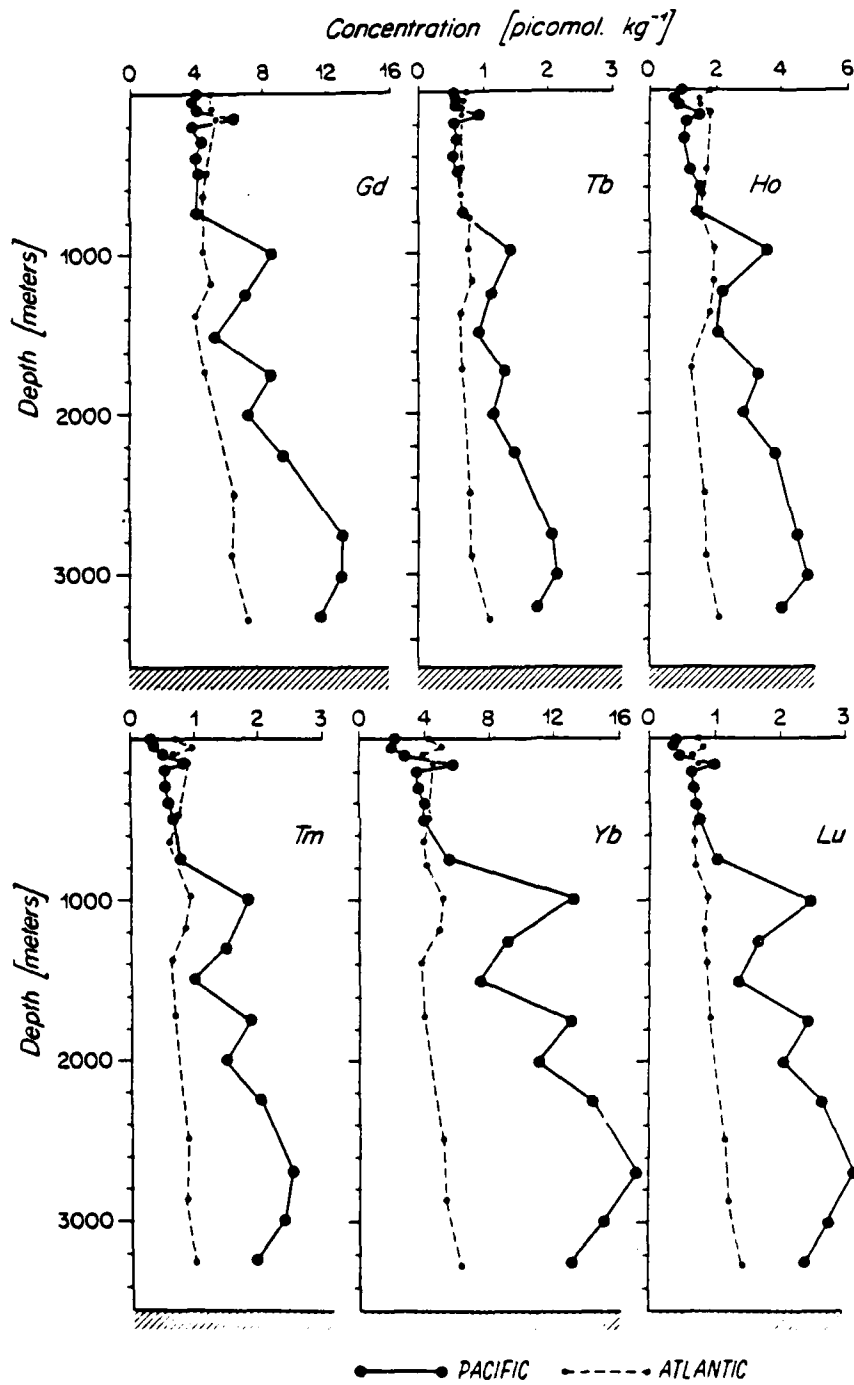 Concentration [picomol. kg⁻¹]
0 4 8 12 16 0 1 2 3 0 2 4 6
Gd Tb Ho
Depth [meters]
1000
2000
3000
0 1 2 3 0 4 8 12 16 0 1 2 3
Tm Yb Lu
Depth [meters]
1000
2000
3000
PACIFIC ATLANTIC